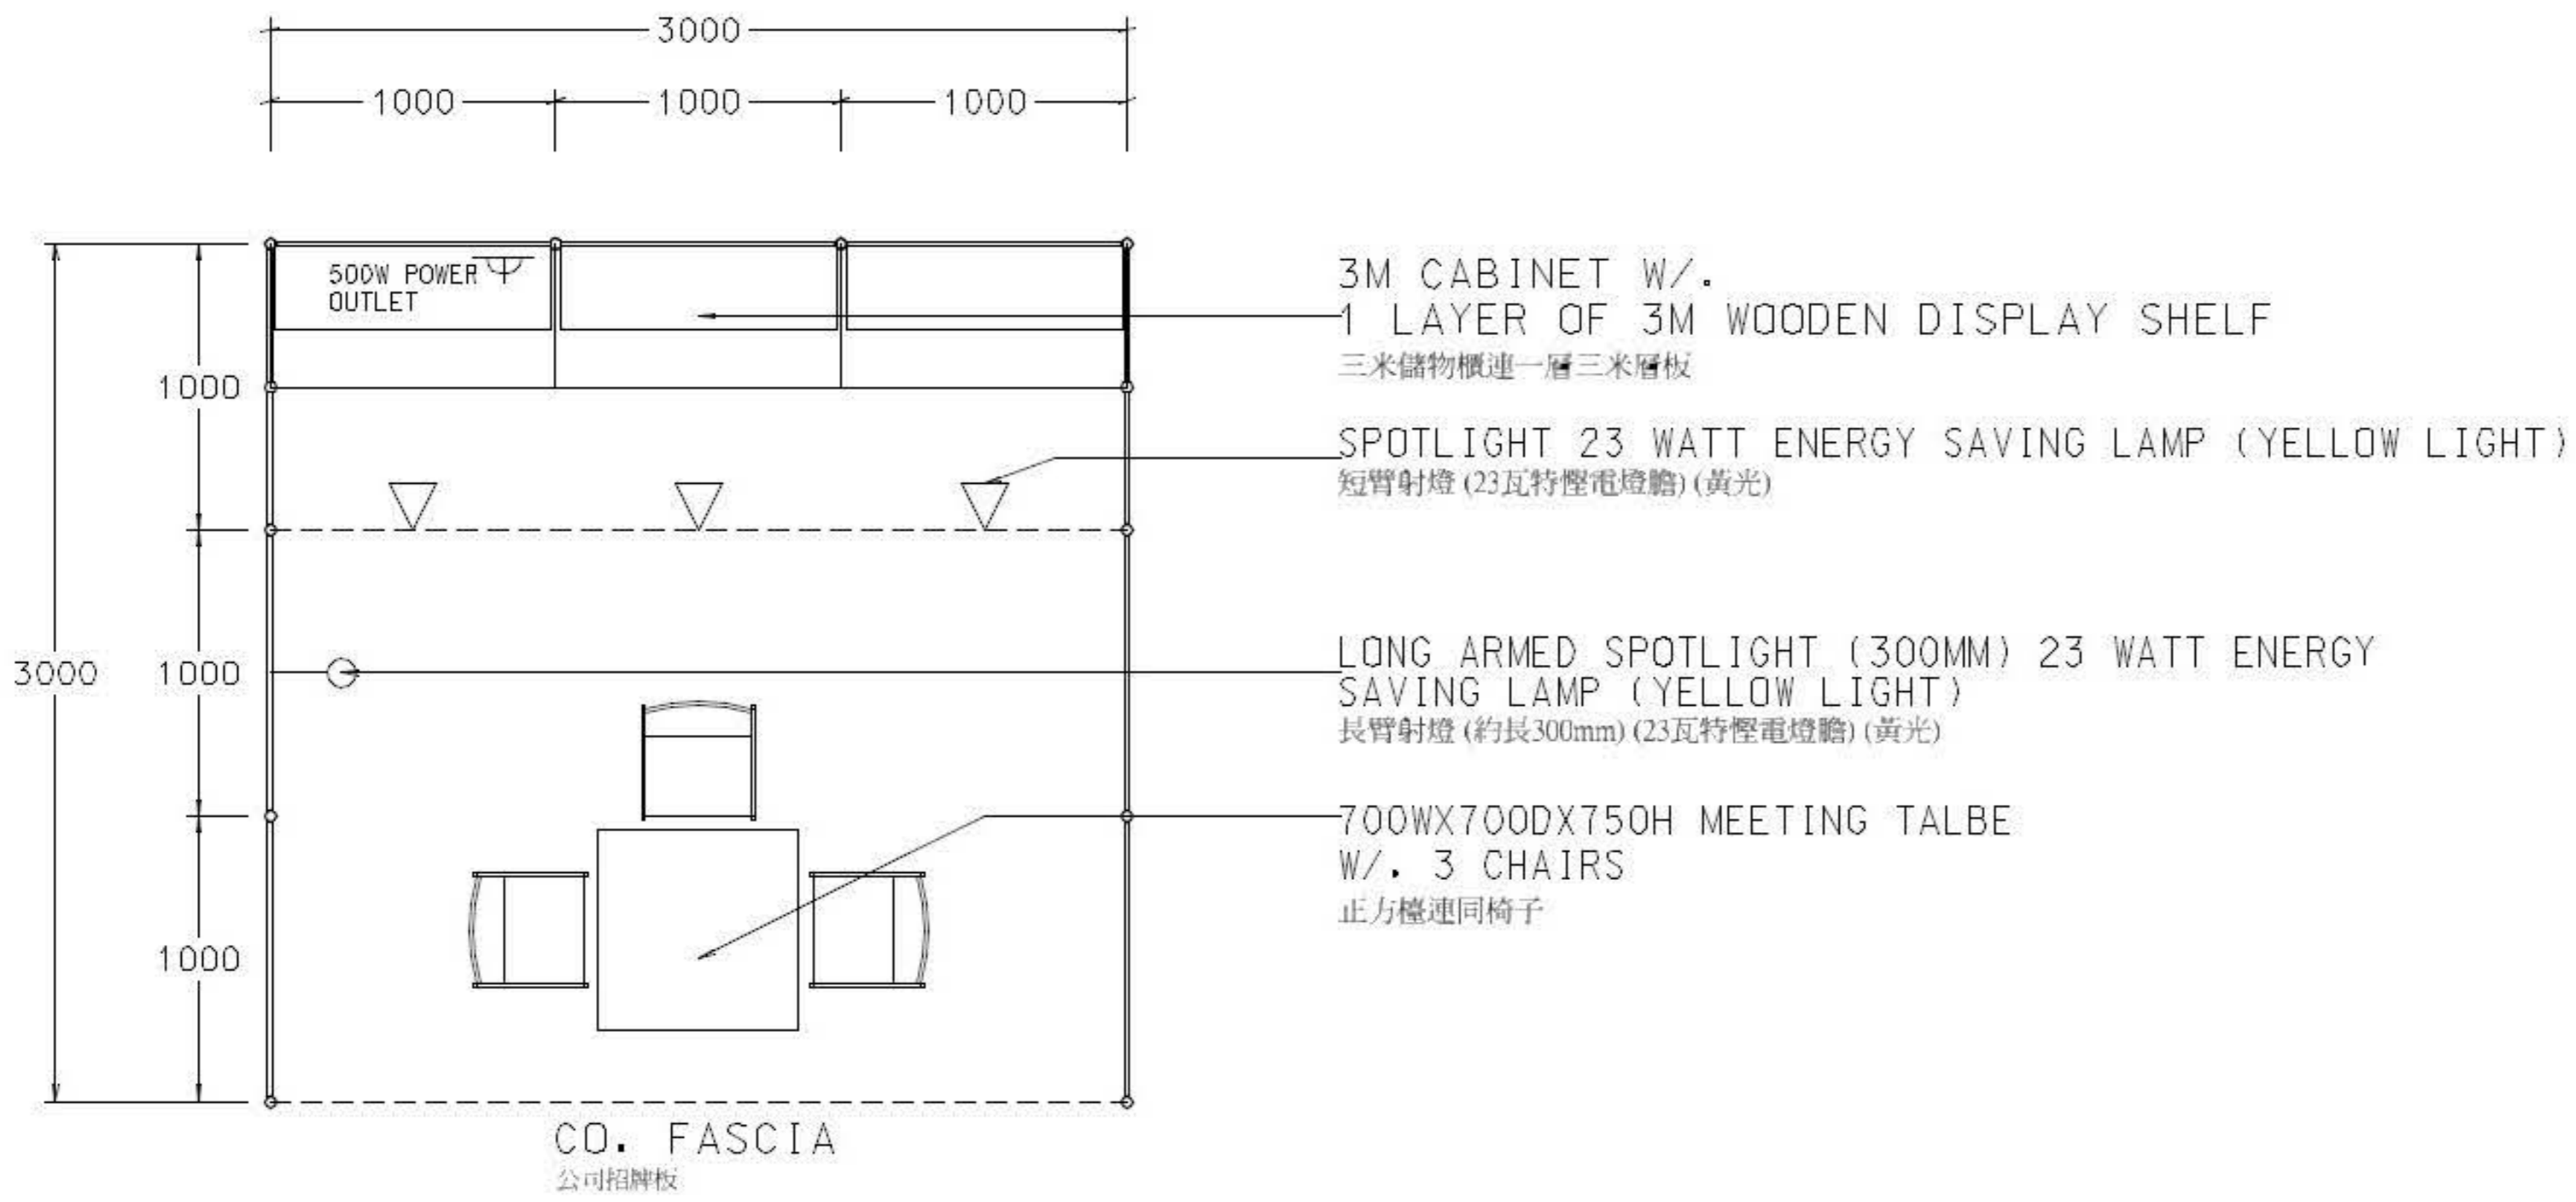 3000
1000
1000
1000
500W POWER
OUTLET
3M CABINET W/.
1 LAYER OF 3M WOODEN DISPLAY SHELF
三米儲物櫃連一層三米層板
1000
SPOTLIGHT 23 WATT ENERGY SAVING LAMP (YELLOW LIGHT)
短臂射燈 (23瓦特慳電燈膽) (黃光)
3000
1000
LONG ARMED SPOTLIGHT (300MM) 23 WATT ENERGY
SAVING LAMP (YELLOW LIGHT)
長臂射燈 (約長300mm) (23瓦特慳電燈膽) (黃光)
700WX700DX750H MEETING TALBE
W/. 3 CHAIRS
正方檯連同椅子
1000
CO. FASCIA
公司招牌板